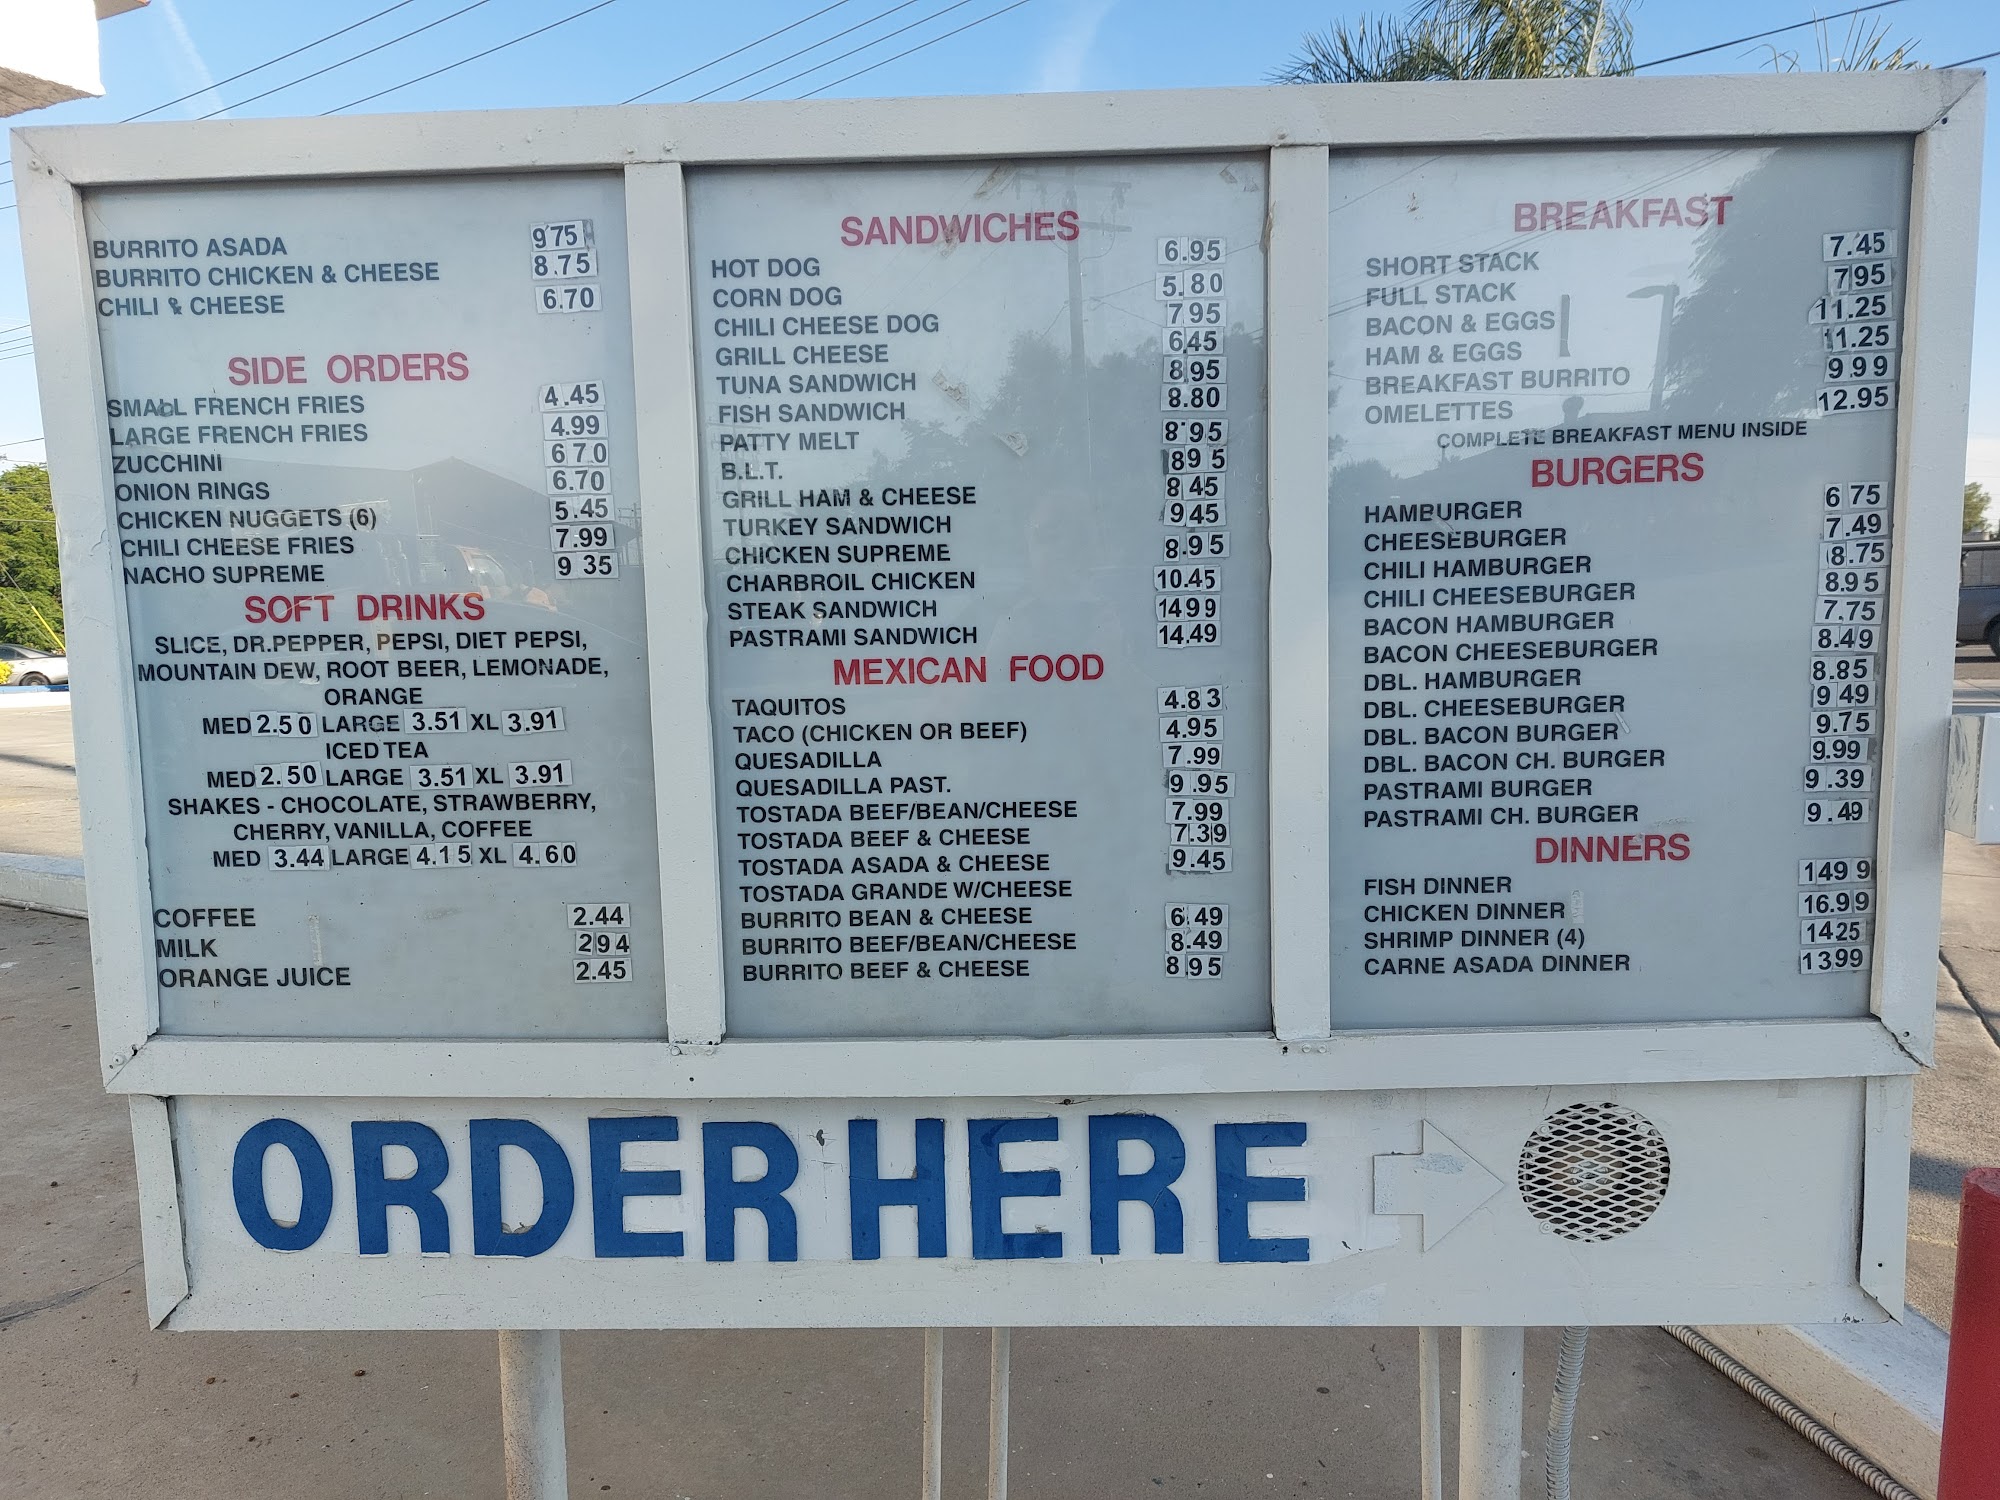 BURRITO ASADA 9 75
BURRITO CHICKEN & CHEESE 8.75
CHILI & CHEESE 6.70
SIDE ORDERS
SMALL FRENCH FRIES 4.45
LARGE FRENCH FRIES 4.99
ZUCCHINI 6 7 0
ONION RINGS 6.70
CHICKEN NUGGETS (6) 5.45
CHILI CHEESE FRIES 7.99
NACHO SUPREME 9 35
SOFT DRINKS
SLICE, DR.PEPPER, PEPSI, DIET PEPSI,
MOUNTAIN DEW, ROOT BEER, LEMONADE,
ORANGE
MED 2.50 LARGE 3.51 XL 3.91
ICED TEA
MED 2.50 LARGE 3.51 XL 3.91
SHAKES - CHOCOLATE, STRAWBERRY,
CHERRY, VANILLA, COFFEE
MED 3.44 LARGE 4.15 XL 4.60
COFFEE 2.44
MILK 2 9 4
ORANGE JUICE 2.45
SANDWICHES
HOT DOG 6.95
CORN DOG 5.80
CHILI CHEESE DOG 7 95
GRILL CHEESE 6.45
TUNA SANDWICH 8.95
FISH SANDWICH 8.80
PATTY MELT 8.95
B.L.T. 8 9 5
GRILL HAM & CHEESE 8 45
TURKEY SANDWICH 9 45
CHICKEN SUPREME 8.95
CHARBROIL CHICKEN 10.45
STEAK SANDWICH 14 9 9
PASTRAMI SANDWICH 14.49
MEXICAN FOOD
TAQUITOS 4.83
TACO (CHICKEN OR BEEF) 4.95
QUESADILLA 7.99
QUESADILLA PAST. 9.95
TOSTADA BEEF/BEAN/CHEESE 7.99
TOSTADA BEEF & CHEESE 7.39
TOSTADA ASADA & CHEESE 9.45
TOSTADA GRANDE W/CHEESE
BURRITO BEAN & CHEESE 6.49
BURRITO BEEF/BEAN/CHEESE 8.49
BURRITO BEEF & CHEESE 8.95
BREAKFAST
SHORT STACK 7.45
FULL STACK 7 95
BACON & EGGS 11.25
HAM & EGGS 11.25
BREAKFAST BURRITO 9 9 9
OMELETTES 12.95
COMPLETE BREAKFAST MENU INSIDE
BURGERS
HAMBURGER 6 75
CHEESEBURGER 7.49
CHILI HAMBURGER 8.75
CHILI CHEESEBURGER 8.95
BACON HAMBURGER 7.75
BACON CHEESEBURGER 8.49
DBL. HAMBURGER 8.85
DBL. CHEESEBURGER 9 49
DBL. BACON BURGER 9.75
DBL. BACON CH. BURGER 9.99
PASTRAMI BURGER 9.39
PASTRAMI CH. BURGER 9.49
DINNERS
FISH DINNER 14 9 9
CHICKEN DINNER 16.99
SHRIMP DINNER (4) 14 25
CARNE ASADA DINNER 13 99
ORDER HERE